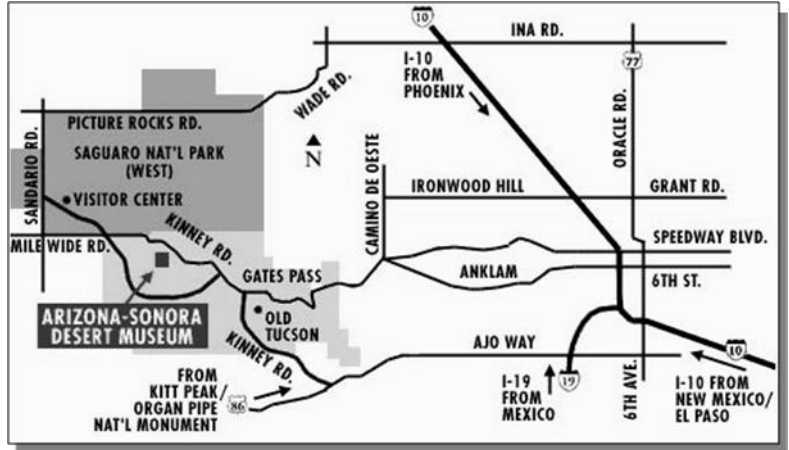 10
INA RD.
I-10
FROM
PHOENIX
77
WADE RD.
ORACLE RD.
PICTURE ROCKS RD.
SANDARIO RD.
SAGUARO NAT'L PARK
(WEST)
N
CAMINO DE OESTE
IRONWOOD HILL
GRANT RD.
VISITOR CENTER
KINNEY RD.
MILE WIDE RD.
SPEEDWAY BLVD.
GATES PASS
ANKLAM
6TH ST.
ARIZONA-SONORA
DESERT MUSEUM
OLD
TUCSON
KINNEY RD.
AJO WAY
10
FROM
KITT PEAK/
ORGAN PIPE
NAT'L MONUMENT
86
I-19
FROM
MEXICO
19
6TH AVE.
I-10 FROM
NEW MEXICO/
EL PASO